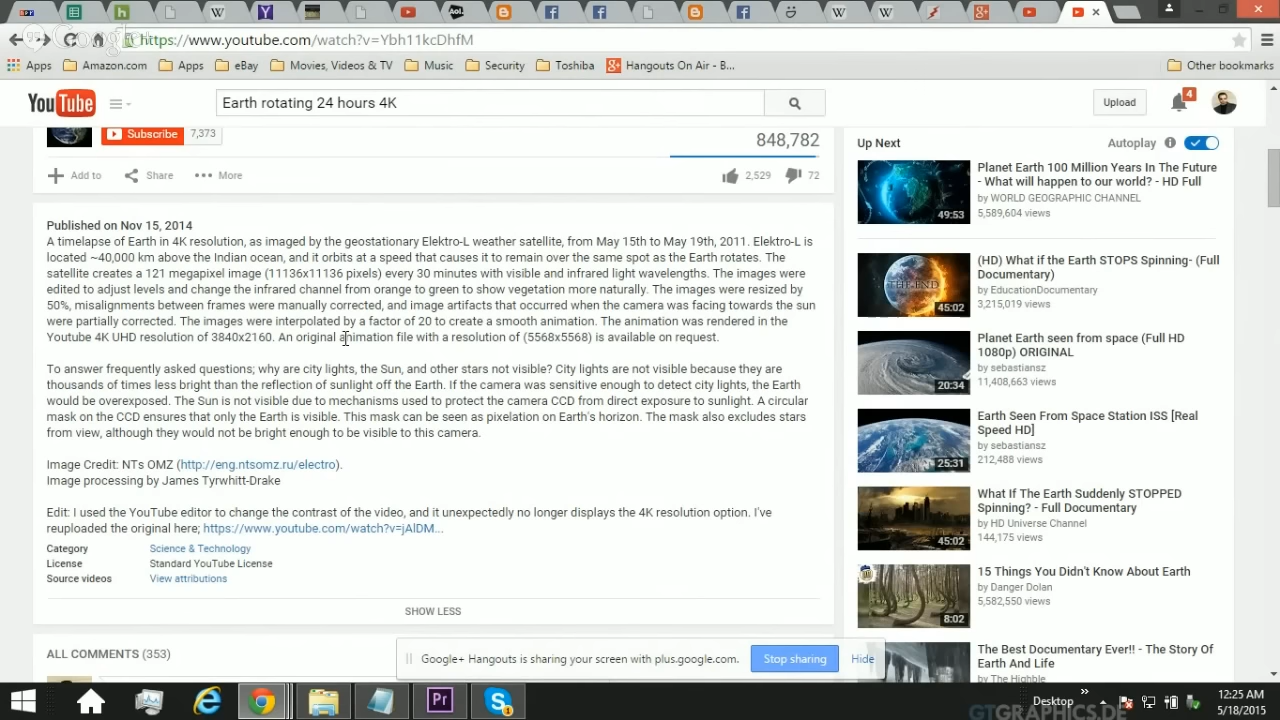 https://www.youtube.com/watch?v=Ybh11kcDhfM
Apps
Amazon.com
Apps
eBay
Movies, Videos & TV
Music
Security
Toshiba
Hangouts On Air - B...
Other bookmarks
YouTube
Earth rotating 24 hours 4K
Upload
4
Subscribe
7,373
848,782
Add to
Share
More
2,529
72
Published on Nov 15, 2014
A timelapse of Earth in 4K resolution, as imaged by the geostationary Elektro-L weather satellite, from May 15th to May 19th, 2011. Elektro-L is
located ~40,000 km above the Indian ocean, and it orbits at a speed that causes it to remain over the same spot as the Earth rotates. The
satellite creates a 121 megapixel image (11136x11136 pixels) every 30 minutes with visible and infrared light wavelengths. The images were
edited to adjust levels and change the infrared channel from orange to green to show vegetation more naturally. The images were resized by
50%, misalignments between frames were manually corrected, and image artifacts that occurred when the camera was facing towards the sun
were partially corrected. The images were interpolated by a factor of 20 to create a smooth animation. The animation was rendered in the
Youtube 4K UHD resolution of 3840x2160. An original animation file with a resolution of (5568x5568) is available on request.
To answer frequently asked questions; why are city lights, the Sun, and other stars not visible? City lights are not visible because they are
thousands of times less bright than the reflection of sunlight off the Earth. If the camera was sensitive enough to detect city lights, the Earth
would be overexposed. The Sun is not visible due to mechanisms used to protect the camera CCD from direct exposure to sunlight. A circular
mask on the CCD ensures that only the Earth is visible. This mask can be seen as pixelation on Earth's horizon. The mask also excludes stars
from view, although they would not be bright enough to be visible to this camera.
Image Credit: NTs OMZ (http://eng.ntsomz.ru/electro).
Image processing by James Tyrwhitt-Drake
Edit: I used the YouTube editor to change the contrast of the video, and it unexpectedly no longer displays the 4K resolution option. I've
reuploaded the original here; https://www.youtube.com/watch?v=jAlDM...
Category Science & Technology
License Standard YouTube License
Source videos View attributions
SHOW LESS
ALL COMMENTS (353)
Up Next
Autoplay
Planet Earth 100 Million Years In The Future
- What will happen to our world? - HD Full
by WORLD GEOGRAPHIC CHANNEL
5,589,604 views
49:53
(HD) What if the Earth STOPS Spinning- (Full
Documentary)
by EducationDocumentary
3,215,019 views
THE END
45:02
Planet Earth seen from space (Full HD
1080p) ORIGINAL
by sebastiansz
11,408,663 views
20:34
Earth Seen From Space Station ISS [Real
Speed HD]
by sebastiansz
212,488 views
25:31
What If The Earth Suddenly STOPPED
Spinning? - Full Documentary
by HD Universe Channel
144,175 views
45:02
15 Things You Didn't Know About Earth
by Danger Dolan
5,582,550 views
8:02
The Best Documentary Ever!! - The Story Of
Earth And Life
by The Highble
Google+ Hangouts is sharing your screen with plus.google.com.
Stop sharing
Hide
Pr
Desktop
12:25 AM
5/18/2015
GTGRAPHICS.DE